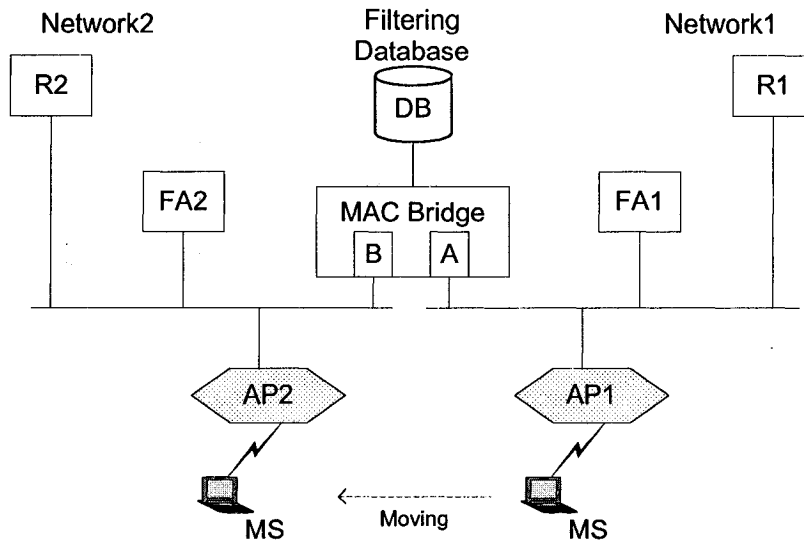 Network2
Filtering
Database
Network1
R2
DB
R1
FA2
MAC Bridge
FA1
B
A
AP2
AP1
Moving
MS
MS